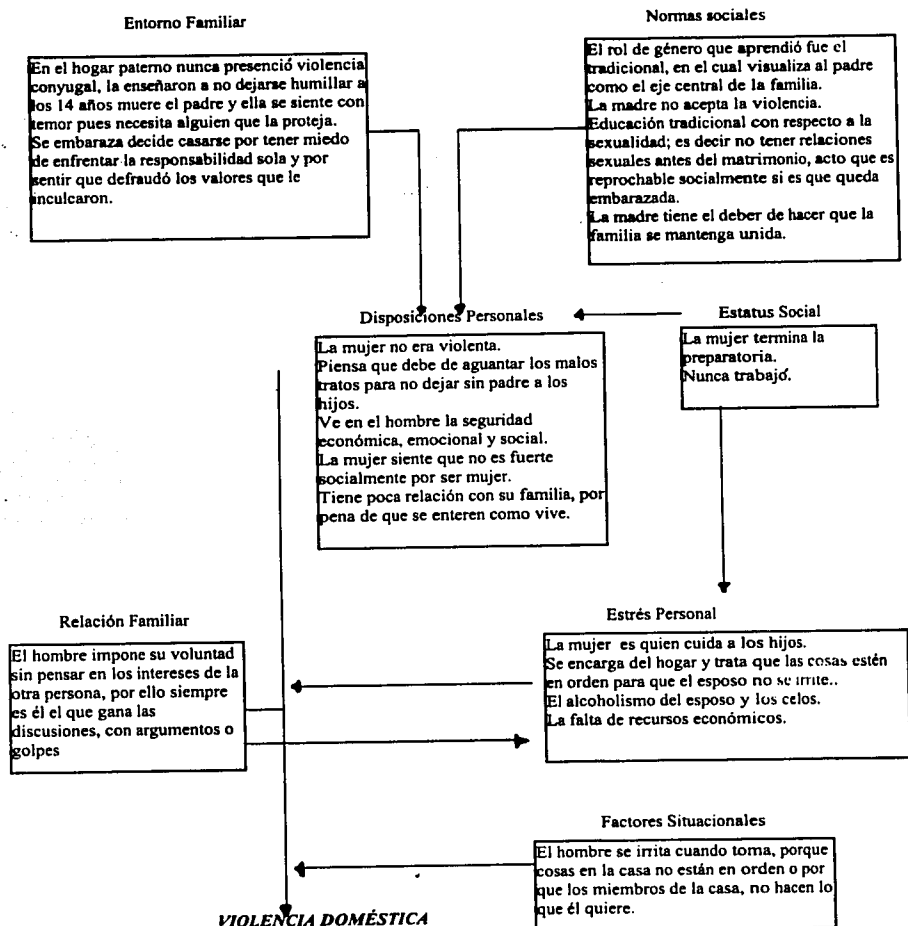 Entorno Familiar
En el hogar paterno nunca presenció violencia
conyugal, la enseñaron a no dejarse humillar a
los 14 años muere el padre y ella se siente con
temor pues necesita alguien que la proteja.
Se embaraza decide casarse por tener miedo
de enfrentar la responsabilidad sola y por
sentir que defraudó los valores que le
inculcaron.
Normas sociales
El rol de género que aprendió fue el
tradicional, en el cual visualiza al padre
como el eje central de la familia.
La madre no acepta la violencia.
Educación tradicional con respecto a la
sexualidad; es decir no tener relaciones
sexuales antes del matrimonio, acto que es
reprochable socialmente si es que queda
embarazada.
La madre tiene el deber de hacer que la
familia se mantenga unida.
Disposiciones Personales
La mujer no era violenta.
Piensa que debe de aguantar los malos
tratos para no dejar sin padre a los
hijos.
Ve en el hombre la seguridad
económica, emocional y social.
La mujer siente que no es fuerte
socialmente por ser mujer.
Tiene poca relación con su familia, por
pena de que se enteren como vive.
Estatus Social
La mujer termina la
preparatoria.
Nunca trabajó.
Relación Familiar
El hombre impone su voluntad
sin pensar en los intereses de la
otra persona, por ello siempre
es él el que gana las
discusiones, con argumentos o
golpes
Estrés Personal
La mujer es quien cuida a los hijos.
Se encarga del hogar y trata que las cosas estén
en orden para que el esposo no se irrite..
El alcoholismo del esposo y los celos.
La falta de recursos económicos.
Factores Situacionales
El hombre se irrita cuando toma, porque
cosas en la casa no están en orden o por
que los miembros de la casa, no hacen lo
que él quiere.
VIOLENCIA DOMÉSTICA